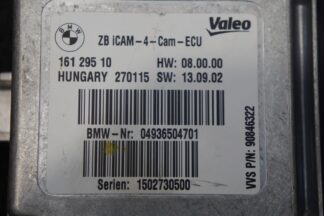 BMW
Valeo
ZB iCAM-4-Cam-ECU
161 295 10 HW: 08.00.00
HUNGARY 270115 SW: 13.09.02
BMW-Nr: 04936504701
Serien: 1502730500
VVS P/N: 90846322